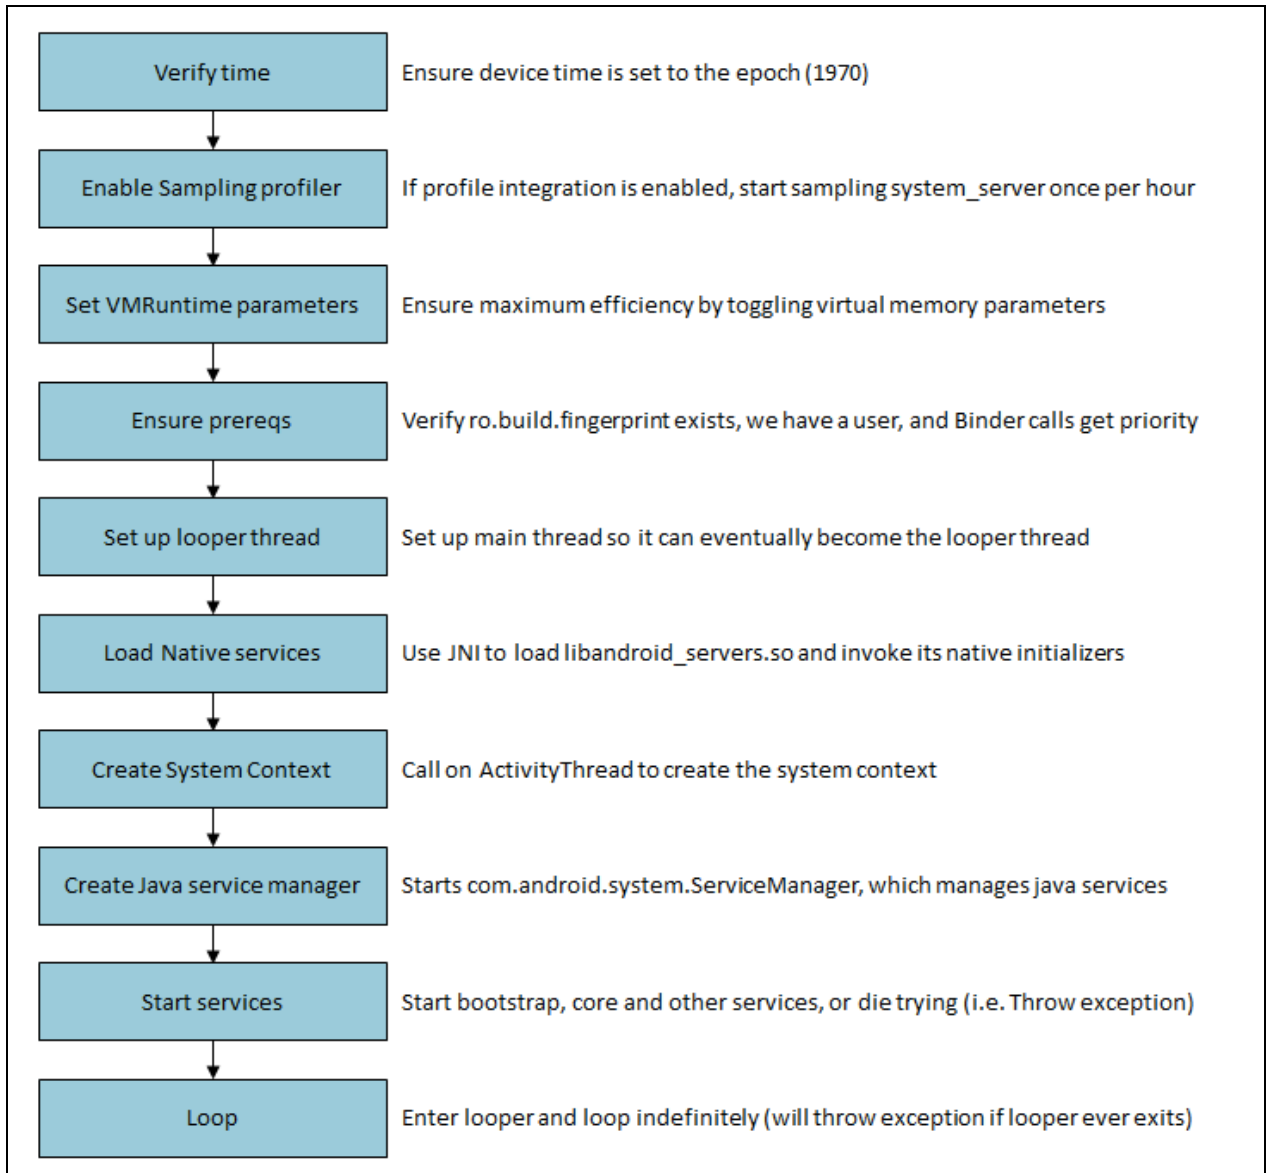 Verify time
Ensure device time is set to the epoch (1970)
Enable Sampling profiler
If profile integration is enabled, start sampling system_server once per hour
Set VMRuntime parameters
Ensure maximum efficiency by toggling virtual memory parameters
Ensure prereqs
Verify ro.build.fingerprint exists, we have a user, and Binder calls get priority
Set up looper thread
Set up main thread so it can eventually become the looper thread
Load Native services
Use JNI to load libandroid_servers.so and invoke its native initializers
Create System Context
Call on ActivityThread to create the system context
Create Java service manager
Starts com.android.system.ServiceManager, which manages java services
Start services
Start bootstrap, core and other services, or die trying (i.e. Throw exception)
Loop
Enter looper and loop indefinitely (will throw exception if looper ever exits)